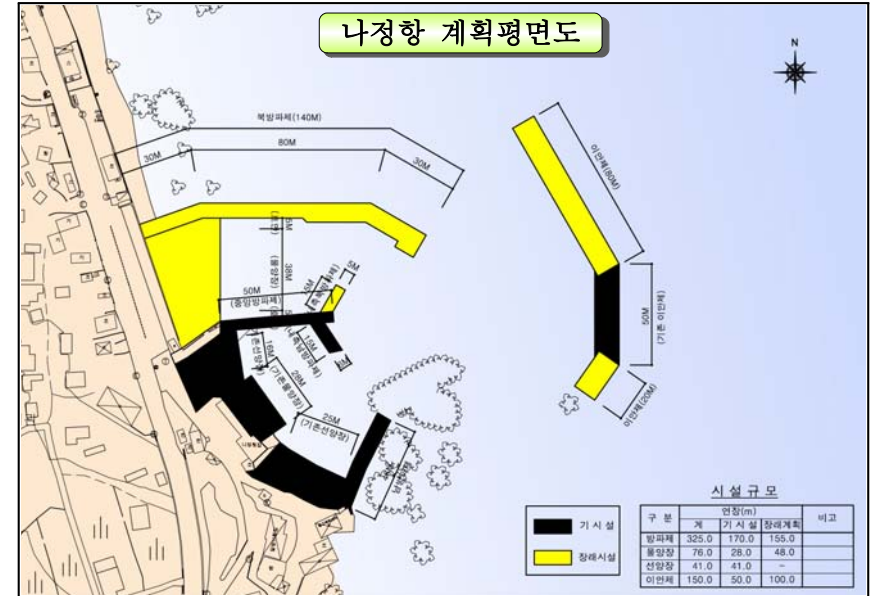 나정항 계획평면도
N
북방파제(140M)
30M
80M
30M
이안제(80M)
5M
38M
(물양장)
5M
50M
(중앙방파제)
50M
(기존 이안제)
16M
15M
28M
(기존물양장)
25M
(기존선양장)
이안제(20M)
기 시 설
장래시설
시 설 규 모
구 분 연장(m) 비고
계 기 시 설 장래계획
방파제 325.0 170.0 155.0
물양장 76.0 28.0 48.0
선양장 41.0 41.0 -
이안제 150.0 50.0 100.0